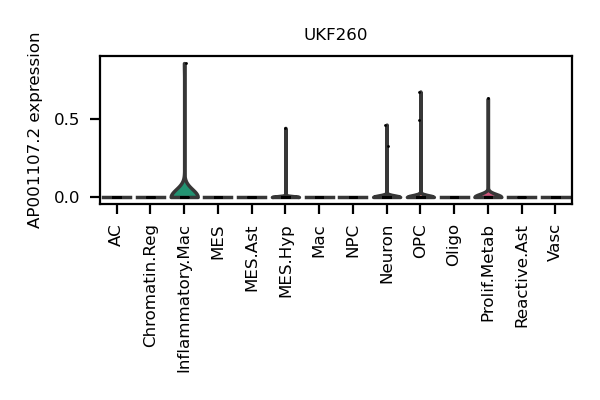 UKF260
AP001107.2 expression
0.5
0.0
AC
Chromatin.Reg
Inflammatory.Mac
MES
MES.Ast
MES.Hyp
Mac
NPC
Neuron
OPC
Oligo
Prolif.Metab
Reactive.Ast
Vasc